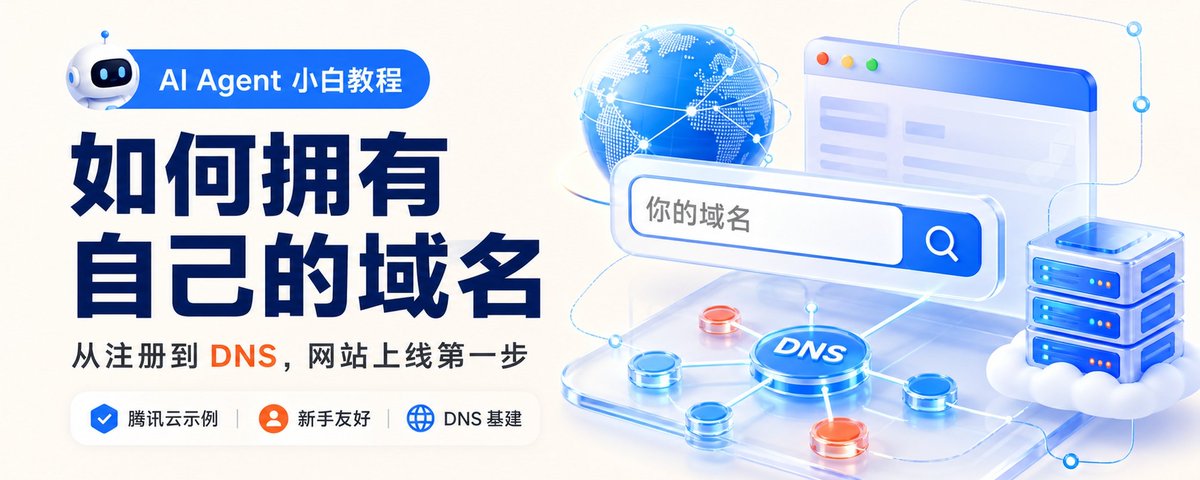 AI Agent 小白教程
如何拥有
自己的域名
从注册到 DNS，网站上线第一步
腾讯云示例
新手友好
DNS 基建
你的域名
DNS